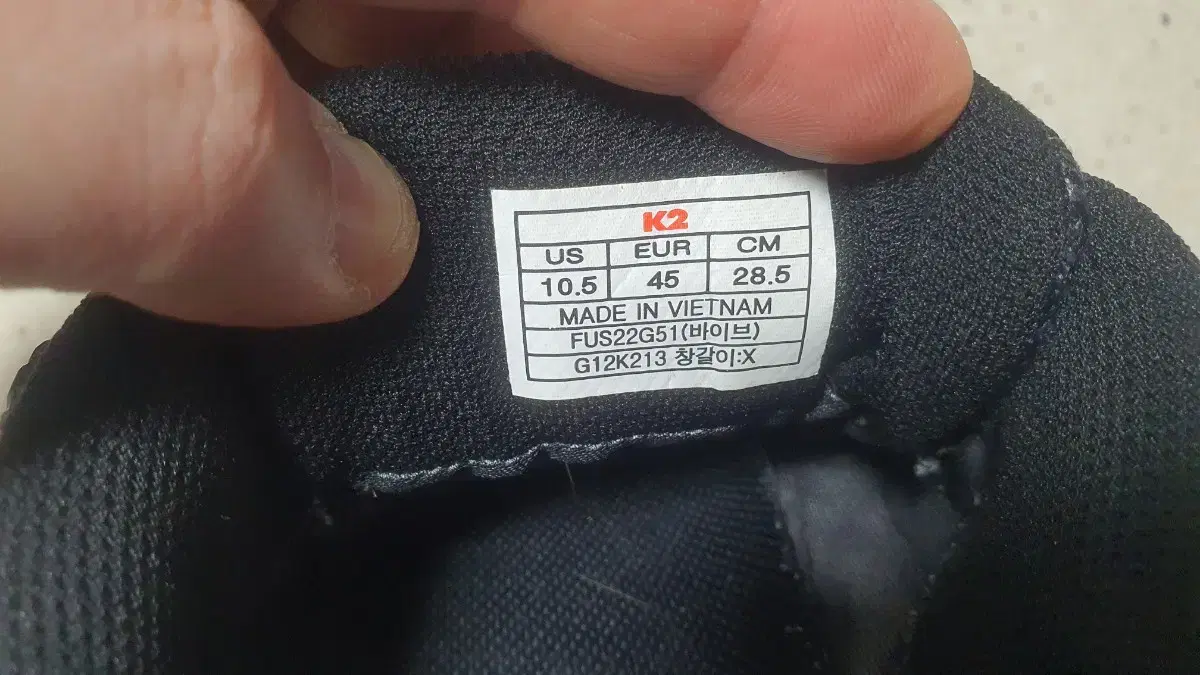 K2
US EUR CM
10.5 45 28.5
MADE IN VIETNAM
FUS22G51(바이브)
G12K213 창갈이:X